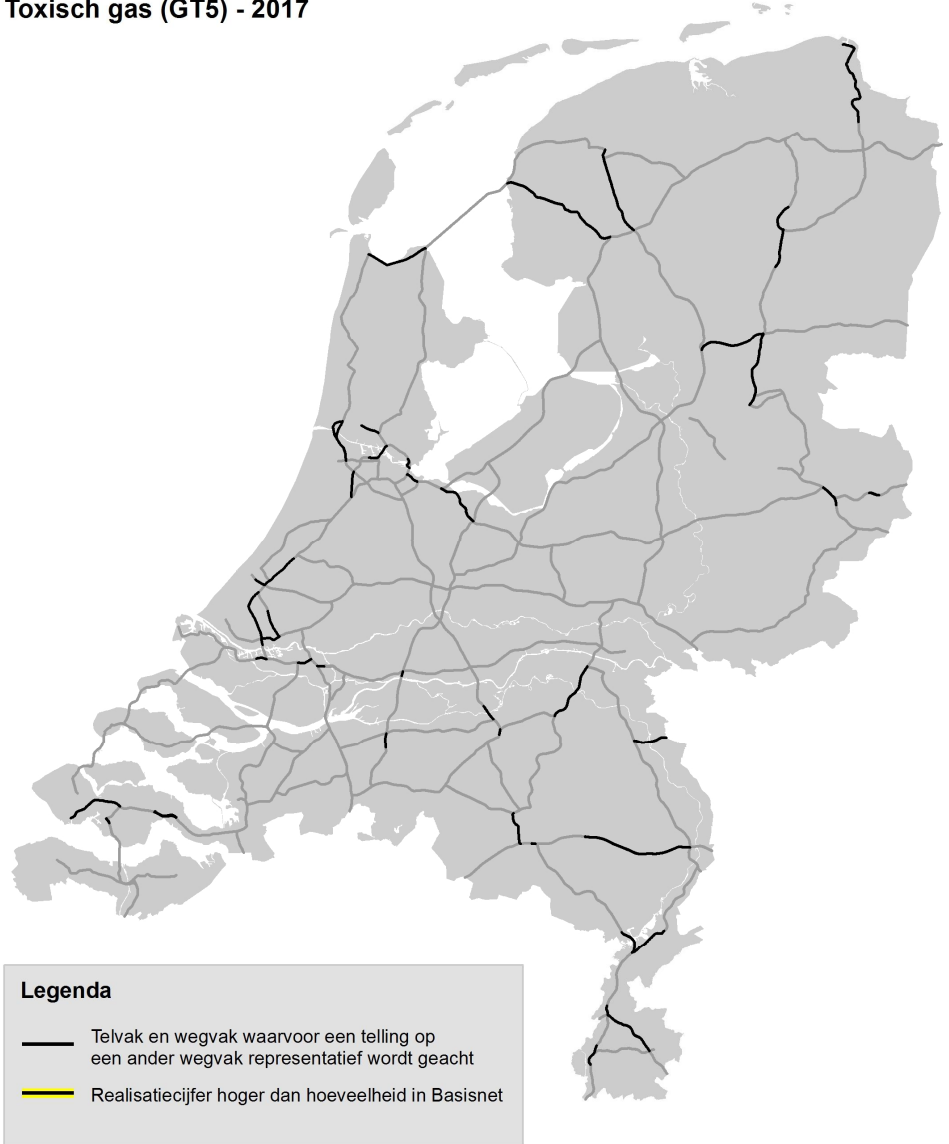 Toxisch gas (GT5) - 2017
Legenda
Telvak en wegvak waarvoor een telling op
een ander wegvak representatief wordt geacht
Realisatiecijfer hoger dan hoeveelheid in Basisnet